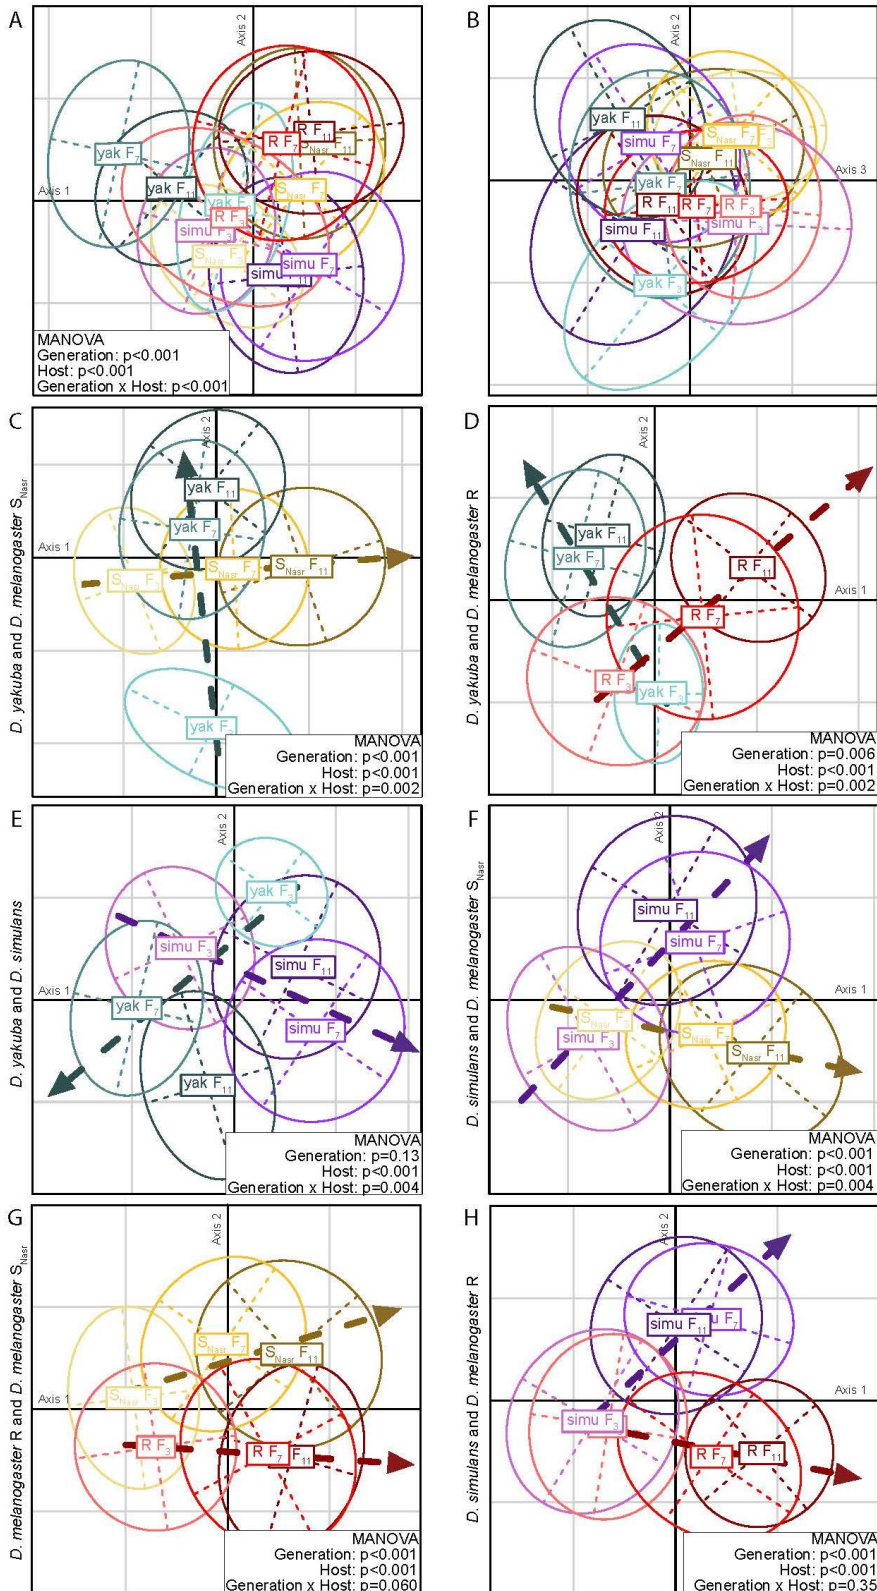 A
Axis 2
R F11
R F7
SNasr F11
yak F7
Axis 1
yak F11
SNasr F
yak F
R F3
simu F3
SNasr F
simu F11
simu F7
MANOVA
Generation: p<0.001
Host: p<0.001
Generation x Host: p<0.001
B
Axis 2
yak F11
simu F7
SNasr F
SNasr F11
Axis 3
yak F7
R F11
R F7
R F3
simu F3
simu F11
yak F3
C
D. yakuba and D. melanogaster SNasr
Axis 2
yak F11
yak F7
Axis 1
SNasr F3
SNasr F7
SNasr F11
yak F3
MANOVA
Generation: p<0.001
Host: p<0.001
Generation x Host: p=0.002
D
D. yakuba and D. melanogaster R
Axis 2
yak F11
yak F7
R F11
Axis 1
R F7
R F3
yak F3
MANOVA
Generation: p=0.006
Host: p<0.001
Generation x Host: p=0.002
E
D. yakuba and D. simulans
Axis 2
yak F3
simu F3
simu F11
Axis 1
yak F7
simu F7
yak F11
MANOVA
Generation: p=0.13
Host: p<0.001
Generation x Host: p=0.004
F
D. simulans and D. melanogaster SNasr
Axis 2
simu F11
simu F7
Axis 1
SNasr F3
simu F3
SNasr F
SNasr F11
MANOVA
Generation: p<0.001
Host: p<0.001
Generation x Host: p=0.004
G
D. melanogaster R and D. melanogaster SNasr
Axis 2
SNasr F7
SNasr F11
SNasr F
Axis 1
R F3
R F7
F11
MANOVA
Generation: p<0.001
Host: p<0.001
Generation x Host: p=0.060
H
D. simulans and D. melanogaster R
Axis 2
simu F11
F7
Axis 1
simu F3
R F7
R F11
MANOVA
Generation: p<0.001
Host: p<0.001
Generation x Host: p=0.35